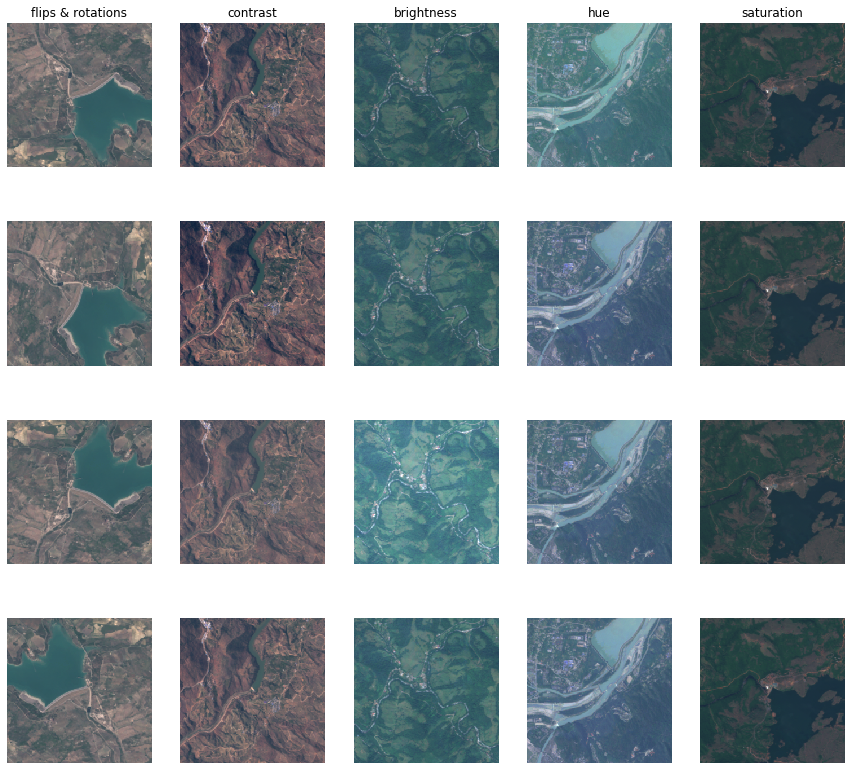 flips & rotations
contrast
brightness
hue
saturation